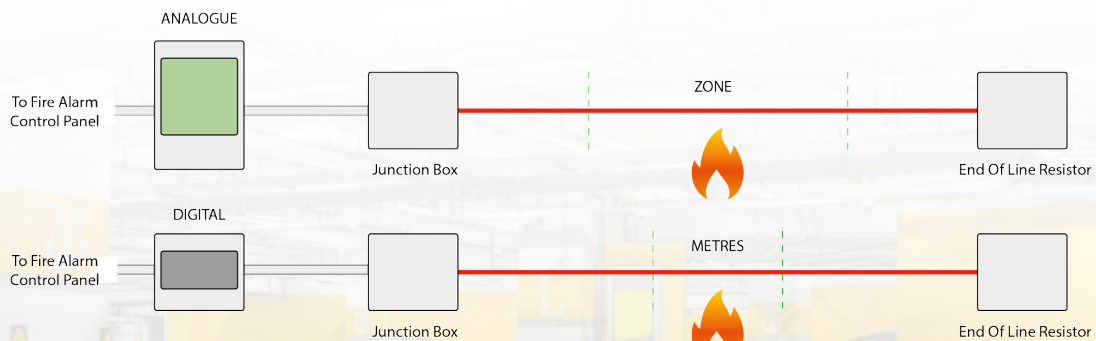 ANALOGUE
To Fire Alarm
Control Panel
ZONE
Junction Box
End Of Line Resistor
DIGITAL
To Fire Alarm
Control Panel
METRES
Junction Box
End Of Line Resistor